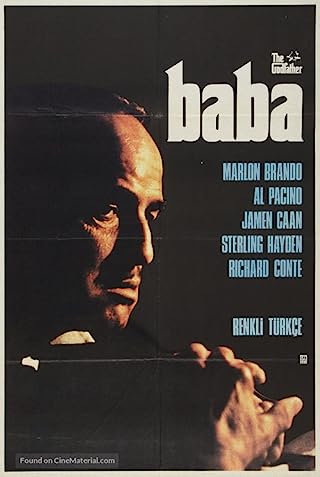 The
Godfather
baba
MARLON BRANDO
AL PACINO
JAMEN CAAN
STERLING HAYDEN
RICHARD CONTE
RENKLİ TÜRKÇE
Found on CineMaterial.com